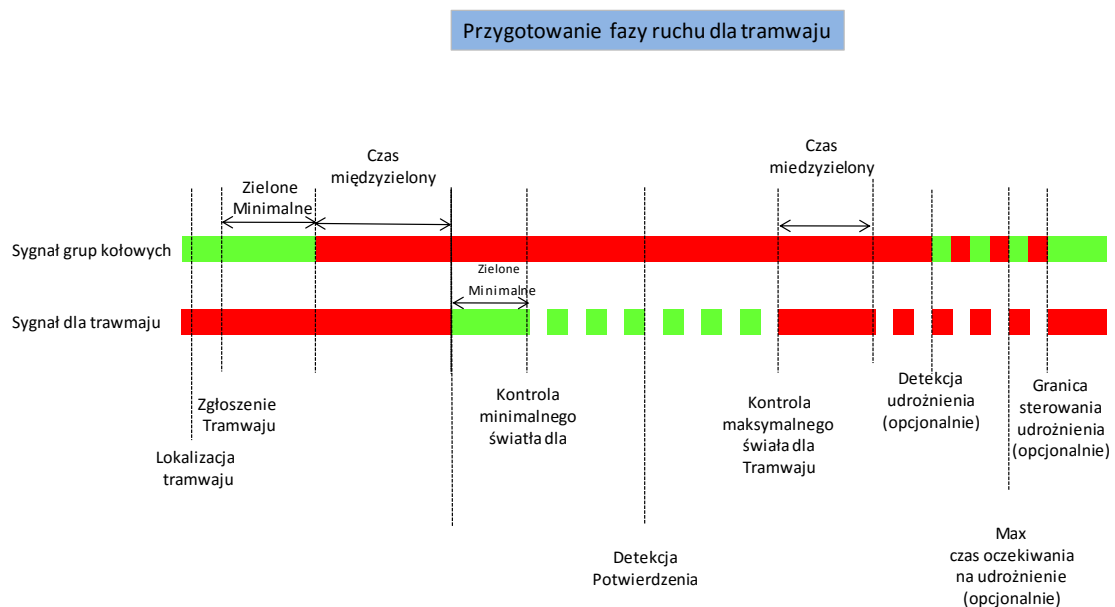 Przygotowanie fazy ruchu dla tramwaju
Czas
międzyzielony
Czas
miedzyzielony
Zielone
Minimalne
Sygnał grup kołowych
Zielone
Minimalne
Sygnał dla trawmaju
Zgłoszenie
Tramwaju
Lokalizacja
tramwaju
Kontrola
minimalnego
światła dla
Kontrola
maksymalnego
świała dla
Tramwaju
Detekcja
udrożnienia
(opcjonalnie)
Granica
sterowania
udrożnienia
(opcjonalnie)
Detekcja
Potwierdzenia
Max
czas oczekiwania
na udrożnienie
(opcjonalnie)